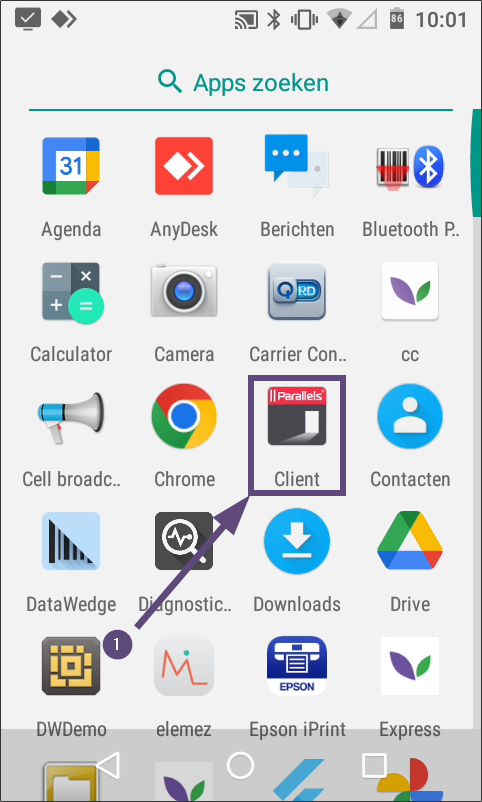 86 10:01
Apps zoeken
31
Agenda AnyDesk Berichten Bluetooth P..
QRD
Calculator Camera Carrier Con.. cc
Parallels®
Cell broadc.. Chrome Client Contacten
DataWedge Diagnostic.. Downloads Drive
1
EPSON
DWDemo elemez Epson iPrint Express